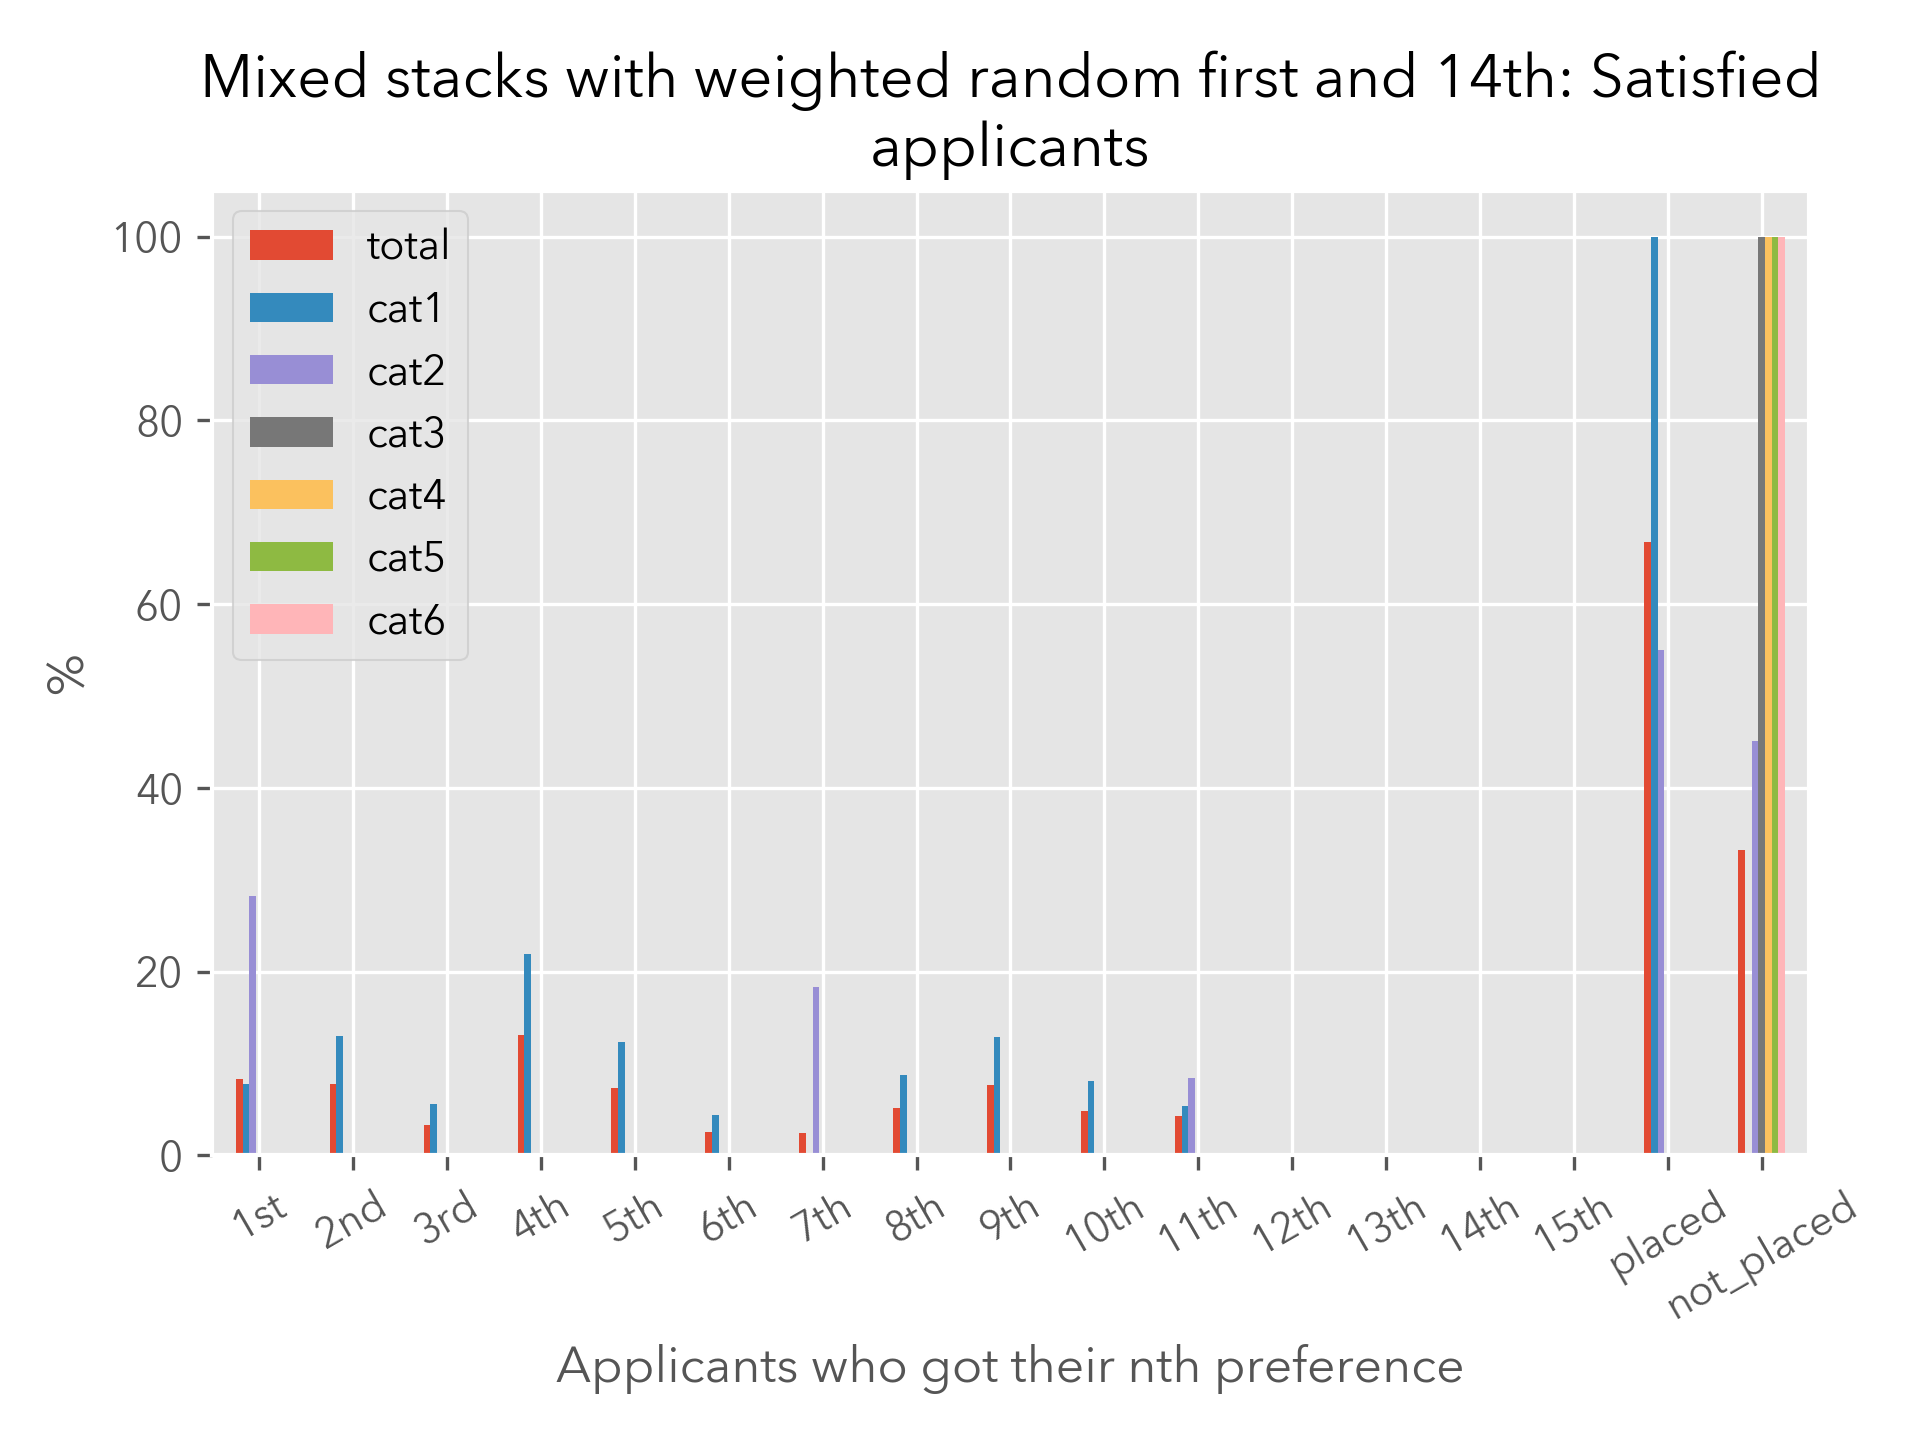 Mixed stacks with weighted random first and 14th: Satisfied
applicants
100
80
60
40
20
0
%
total
cat1
cat2
cat3
cat4
cat5
cat6
1st
2nd
3rd
4th
5th
6th
7th
8th
9th
10th
11th
12th
13th
14th
15th
placed
not_placed
Applicants who got their nth preference